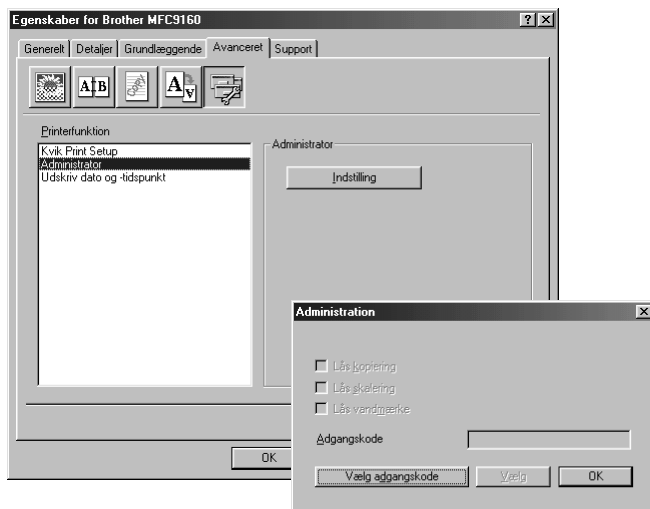 Egenskaber for Brother MFC9160
Generelt Detaljer Grundlæggende Avanceret Support
A B COPY A A
Printerfunktion
Kvik Print Setup
Administrator
Udskriv dato og -tidspunkt
Administrator
Indstilling
OK
Administration
Lås kopiering
Lås skalering
Lås vandmærke
Adgangskode
Vælg adgangskode Vælg OK